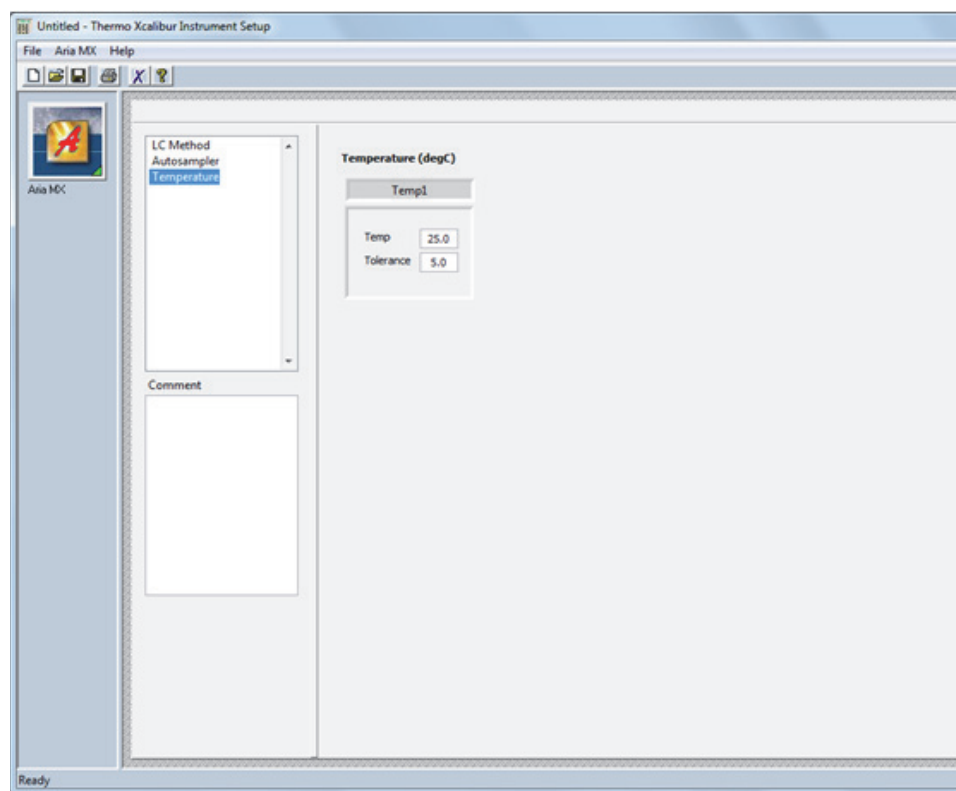 Untitled - Thermo Xcalibur Instrument Setup
File Aria MX Help
Aria MX
LC Method
Autosampler
Temperature
Comment
Temperature (degC)
Temp1
Temp 25.0
Tolerance 5.0
Ready